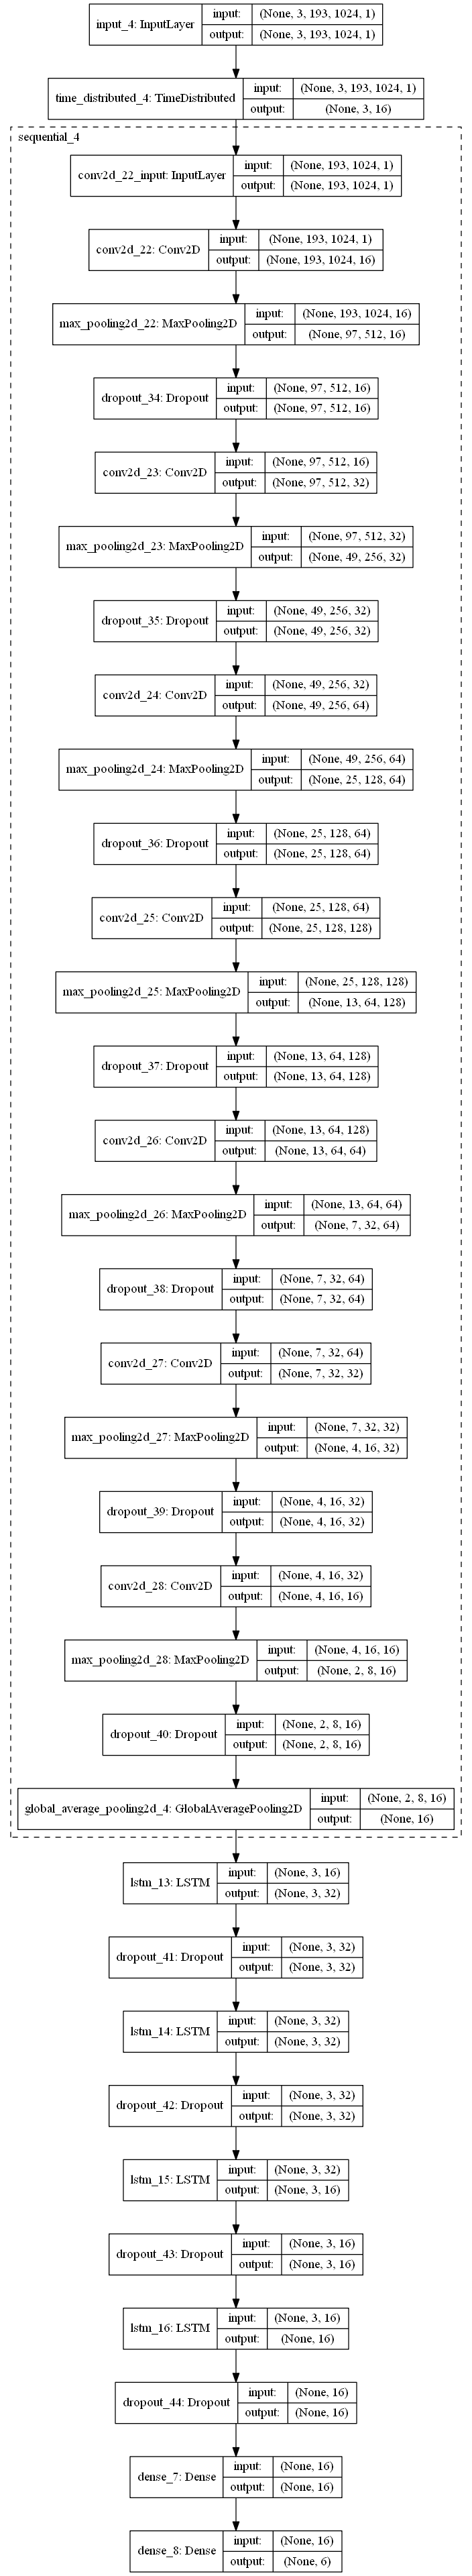 input_4: InputLayer
input: (None, 3, 193, 1024, 1)
output: (None, 3, 193, 1024, 1)
time_distributed_4: TimeDistributed
input: (None, 3, 193, 1024, 1)
output: (None, 3, 16)
sequential_4
conv2d_22_input: InputLayer
input: (None, 193, 1024, 1)
output: (None, 193, 1024, 1)
conv2d_22: Conv2D
input: (None, 193, 1024, 1)
output: (None, 193, 1024, 16)
max_pooling2d_22: MaxPooling2D
input: (None, 193, 1024, 16)
output: (None, 97, 512, 16)
dropout_34: Dropout
input: (None, 97, 512, 16)
output: (None, 97, 512, 16)
conv2d_23: Conv2D
input: (None, 97, 512, 16)
output: (None, 97, 512, 32)
max_pooling2d_23: MaxPooling2D
input: (None, 97, 512, 32)
output: (None, 49, 256, 32)
dropout_35: Dropout
input: (None, 49, 256, 32)
output: (None, 49, 256, 32)
conv2d_24: Conv2D
input: (None, 49, 256, 32)
output: (None, 49, 256, 64)
max_pooling2d_24: MaxPooling2D
input: (None, 49, 256, 64)
output: (None, 25, 128, 64)
dropout_36: Dropout
input: (None, 25, 128, 64)
output: (None, 25, 128, 64)
conv2d_25: Conv2D
input: (None, 25, 128, 64)
output: (None, 25, 128, 128)
max_pooling2d_25: MaxPooling2D
input: (None, 25, 128, 128)
output: (None, 13, 64, 128)
dropout_37: Dropout
input: (None, 13, 64, 128)
output: (None, 13, 64, 128)
conv2d_26: Conv2D
input: (None, 13, 64, 128)
output: (None, 13, 64, 64)
max_pooling2d_26: MaxPooling2D
input: (None, 13, 64, 64)
output: (None, 7, 32, 64)
dropout_38: Dropout
input: (None, 7, 32, 64)
output: (None, 7, 32, 64)
conv2d_27: Conv2D
input: (None, 7, 32, 64)
output: (None, 7, 32, 32)
max_pooling2d_27: MaxPooling2D
input: (None, 7, 32, 32)
output: (None, 4, 16, 32)
dropout_39: Dropout
input: (None, 4, 16, 32)
output: (None, 4, 16, 32)
conv2d_28: Conv2D
input: (None, 4, 16, 32)
output: (None, 4, 16, 16)
max_pooling2d_28: MaxPooling2D
input: (None, 4, 16, 16)
output: (None, 2, 8, 16)
dropout_40: Dropout
input: (None, 2, 8, 16)
output: (None, 2, 8, 16)
global_average_pooling2d_4: GlobalAveragePooling2D
input: (None, 2, 8, 16)
output: (None, 16)
lstm_13: LSTM
input: (None, 3, 16)
output: (None, 3, 32)
dropout_41: Dropout
input: (None, 3, 32)
output: (None, 3, 32)
lstm_14: LSTM
input: (None, 3, 32)
output: (None, 3, 32)
dropout_42: Dropout
input: (None, 3, 32)
output: (None, 3, 32)
lstm_15: LSTM
input: (None, 3, 32)
output: (None, 3, 16)
dropout_43: Dropout
input: (None, 3, 16)
output: (None, 3, 16)
lstm_16: LSTM
input: (None, 3, 16)
output: (None, 16)
dropout_44: Dropout
input: (None, 16)
output: (None, 16)
dense_7: Dense
input: (None, 16)
output: (None, 16)
dense_8: Dense
input: (None, 16)
output: (None, 6)